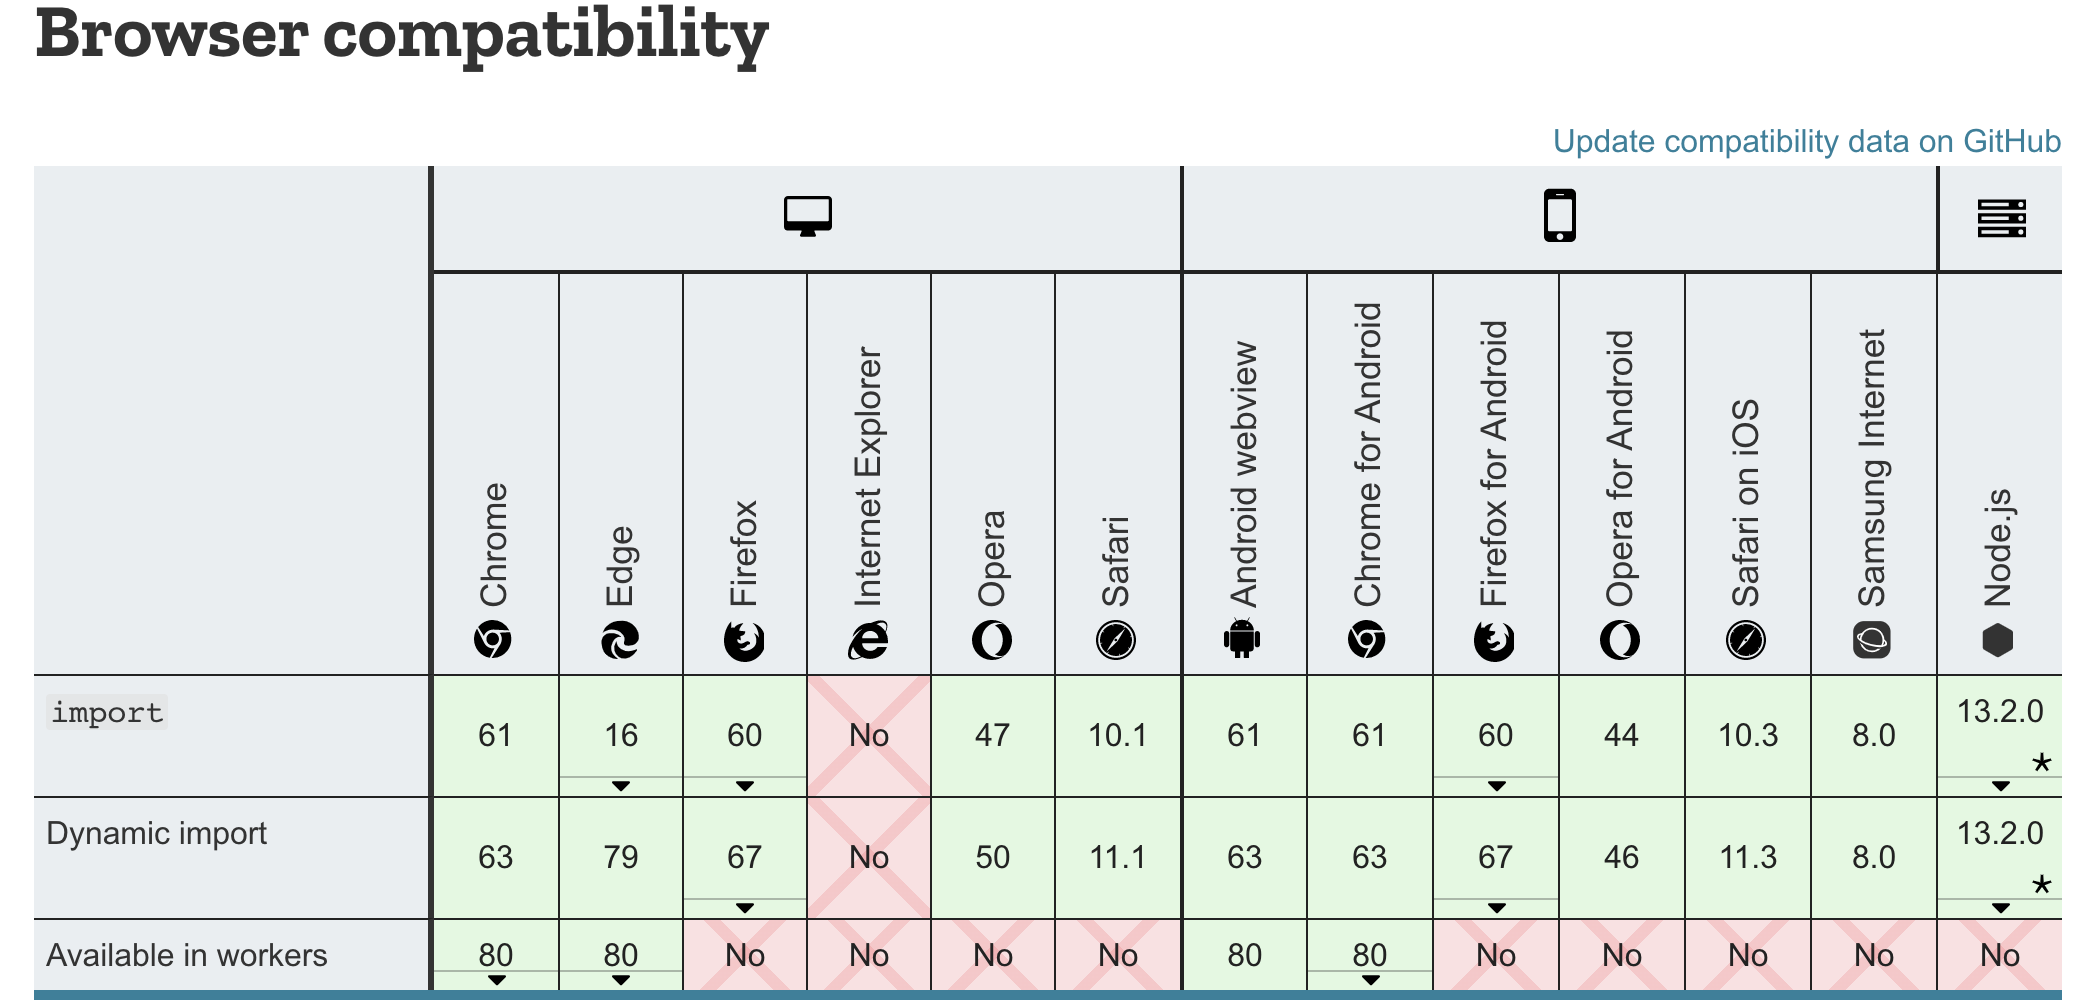 Browser compatibility
Update compatibility data on GitHub
Chrome
Edge
Firefox
Internet Explorer
Opera
Safari
Android webview
Chrome for Android
Firefox for Android
Opera for Android
Safari on iOS
Samsung Internet
Node.js
import 61 16 60 No 47 10.1 61 61 60 44 10.3 8.0 13.2.0 *
Dynamic import 63 79 67 No 50 11.1 63 63 67 46 11.3 8.0 13.2.0 *
Available in workers 80 80 No No No No 80 80 No No No No No